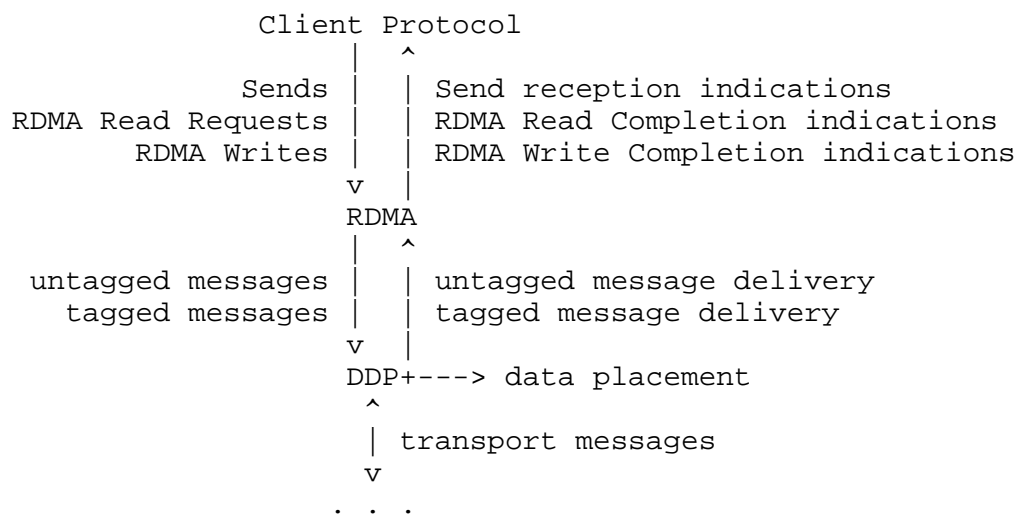 Client Protocol
| ^
Sends | | Send reception indications
RDMA Read Requests | | RDMA Read Completion indications
RDMA Writes | | RDMA Write Completion indications
v |
RDMA
| ^
untagged messages | | untagged message delivery
tagged messages | | tagged message delivery
v |
DDP+---> data placement
^
| transport messages
v
. . .